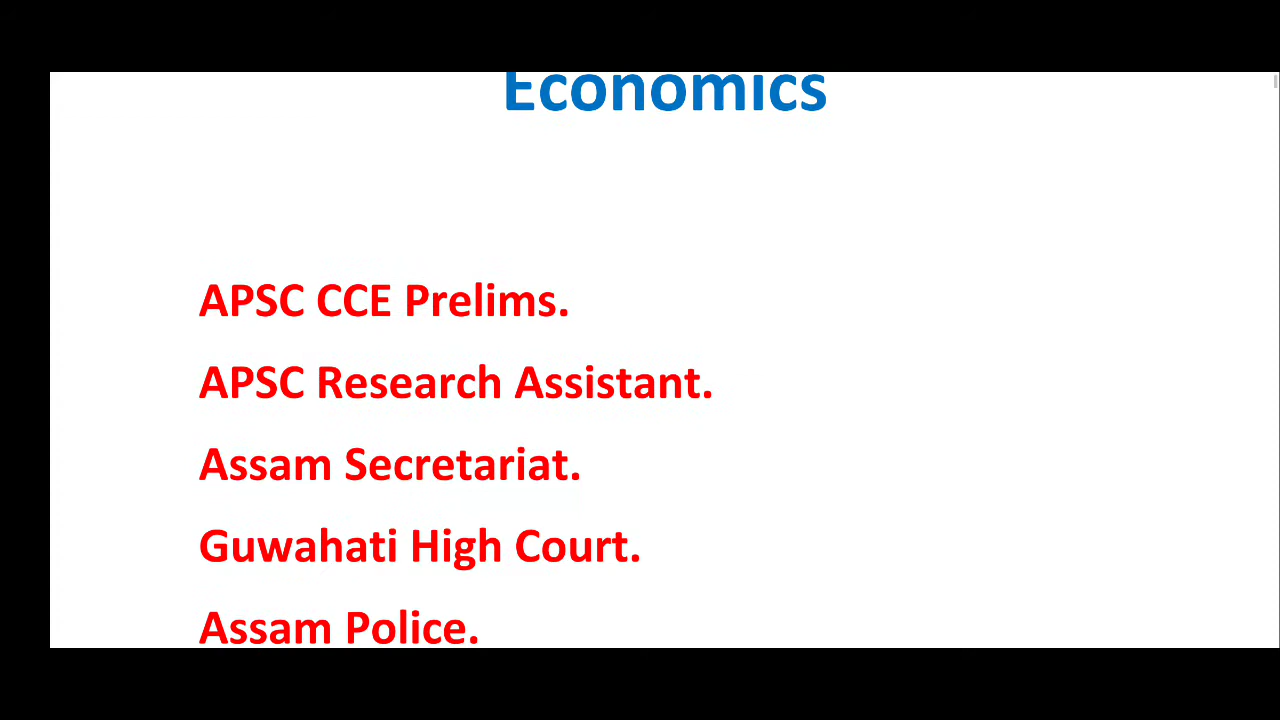 Economics
APSC CCE Prelims.
APSC Research Assistant.
Assam Secretariat.
Guwahati High Court.
Assam Police.